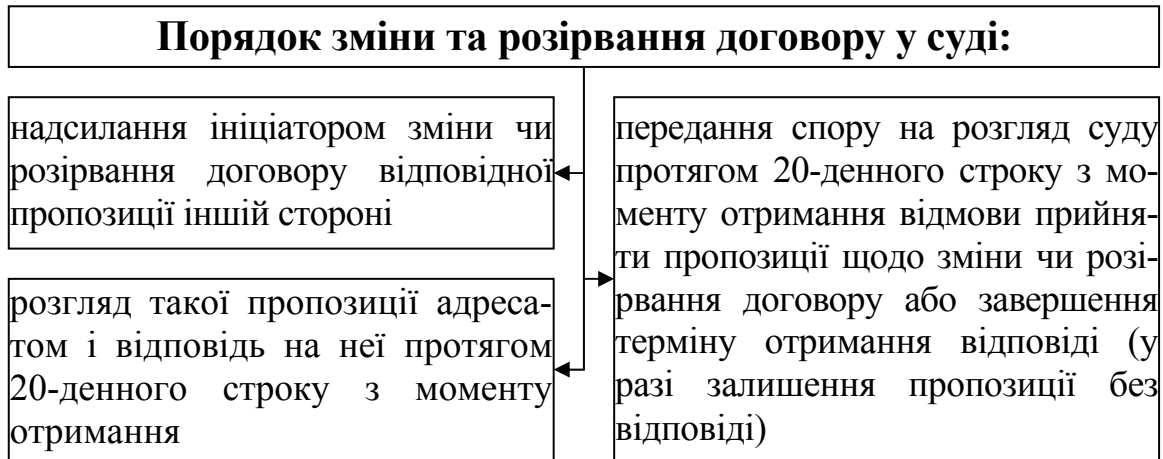 Порядок зміни та розірвання договору у суді:
надсилання ініціатором зміни чи
розірвання договору відповідної
пропозиції іншій стороні
розгляд такої пропозиції адреса-
том і відповідь на неї протягом
20-денного строку з моменту
отримання
передання спору на розгляд суду
протягом 20-денного строку з мо-
менту отримання відмови прийня-
ти пропозиції щодо зміни чи розі-
рвання договору або завершення
терміну отримання відповіді (у
разі залишення пропозиції без
відповіді)